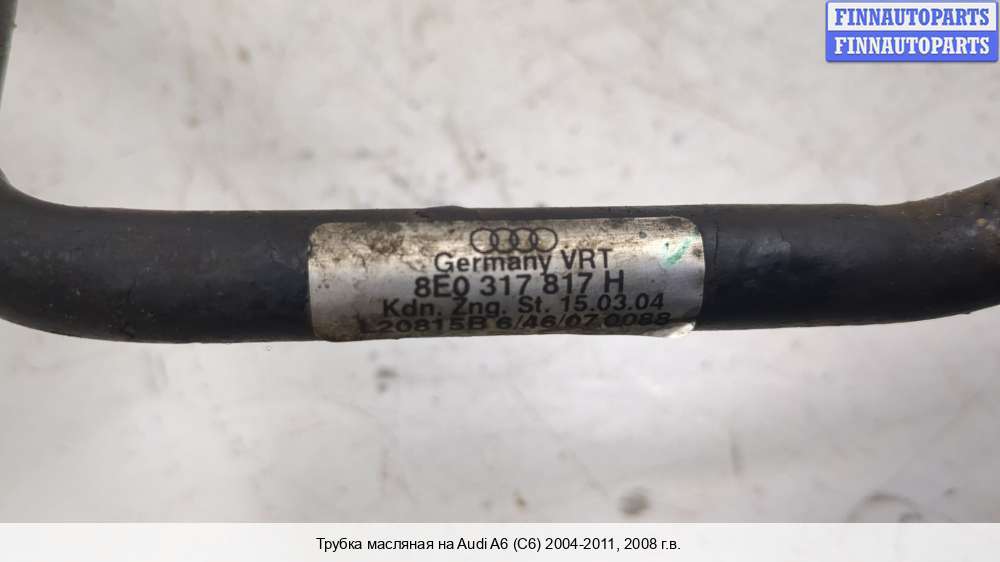 FINNAUTOPARTS
FINNAUTOPARTS
Germany VRT
8E0 317 817 H
Kdn. Zng. St. 15.03.04
L20815B 6/46/07 0088
Трубка масляная на Audi A6 (C6) 2004-2011, 2008 г.в.